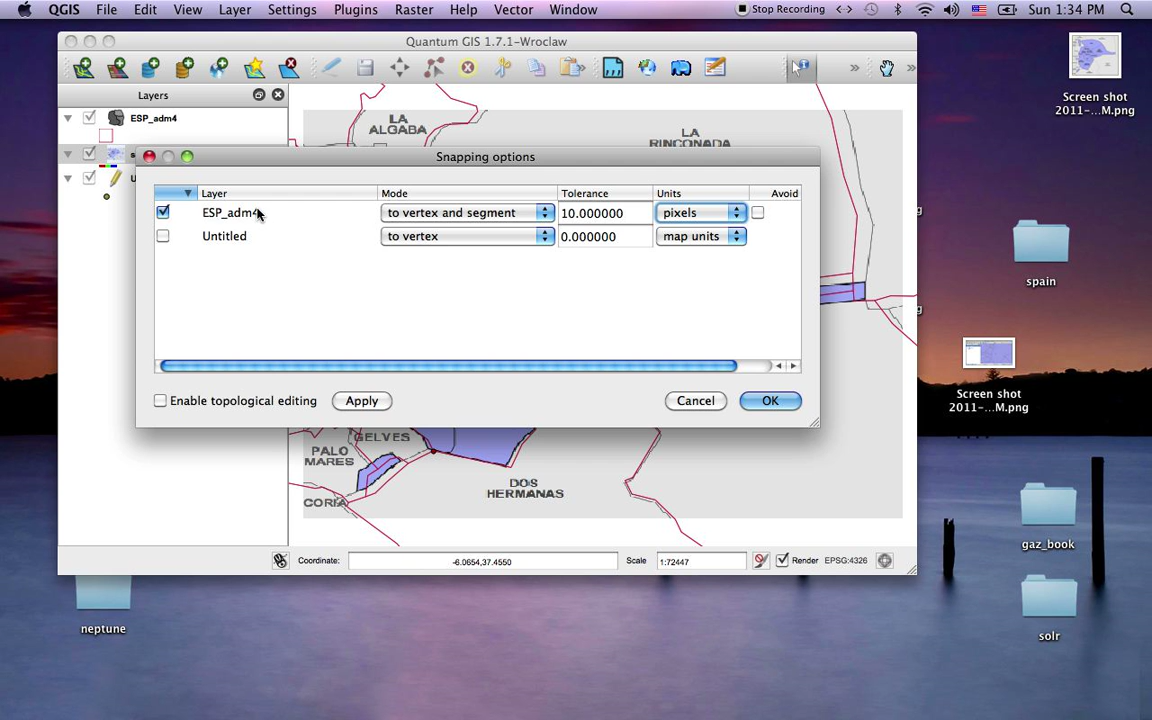 QGIS File Edit View Layer Settings Plugins Raster Help Vector Window Stop Recording Sun 1:34 PM
Quantum GIS 1.7.1-Wroclaw
Layers
ESP_adm4
LA
ALGABA
LA
RINCONADA
Snapping options
Layer Mode Tolerance Units Avoid
ESP_adm4 to vertex and segment 10.000000 pixels
Untitled to vertex 0.000000 map units
Enable topological editing Apply Cancel OK
GELVES
PALO
MARES
CORIA
DOS
HERMANAS
Coordinate: -6.0654,37.4550 Scale 1:72447 Render EPSG:4326
Screen shot
2011-...M.png
spain
Screen shot
2011-...M.png
gaz_book
solr
neptune